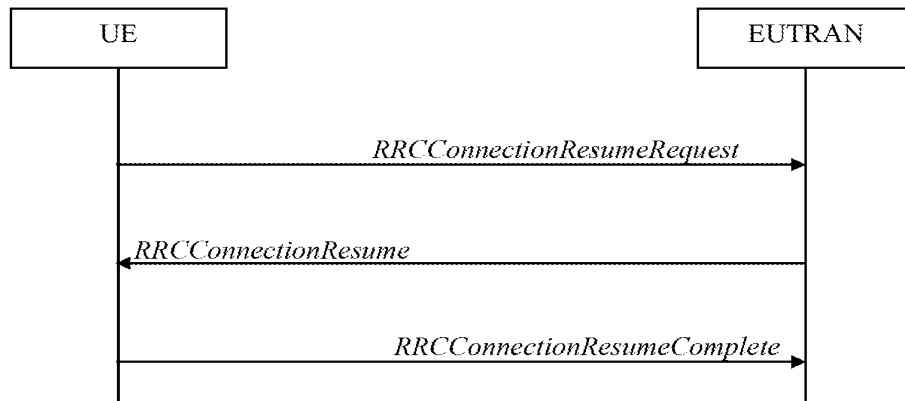 UE
EUTRAN
RRCConnectionResumeRequest
RRCConnectionResume
RRCConnectionResumeComplete